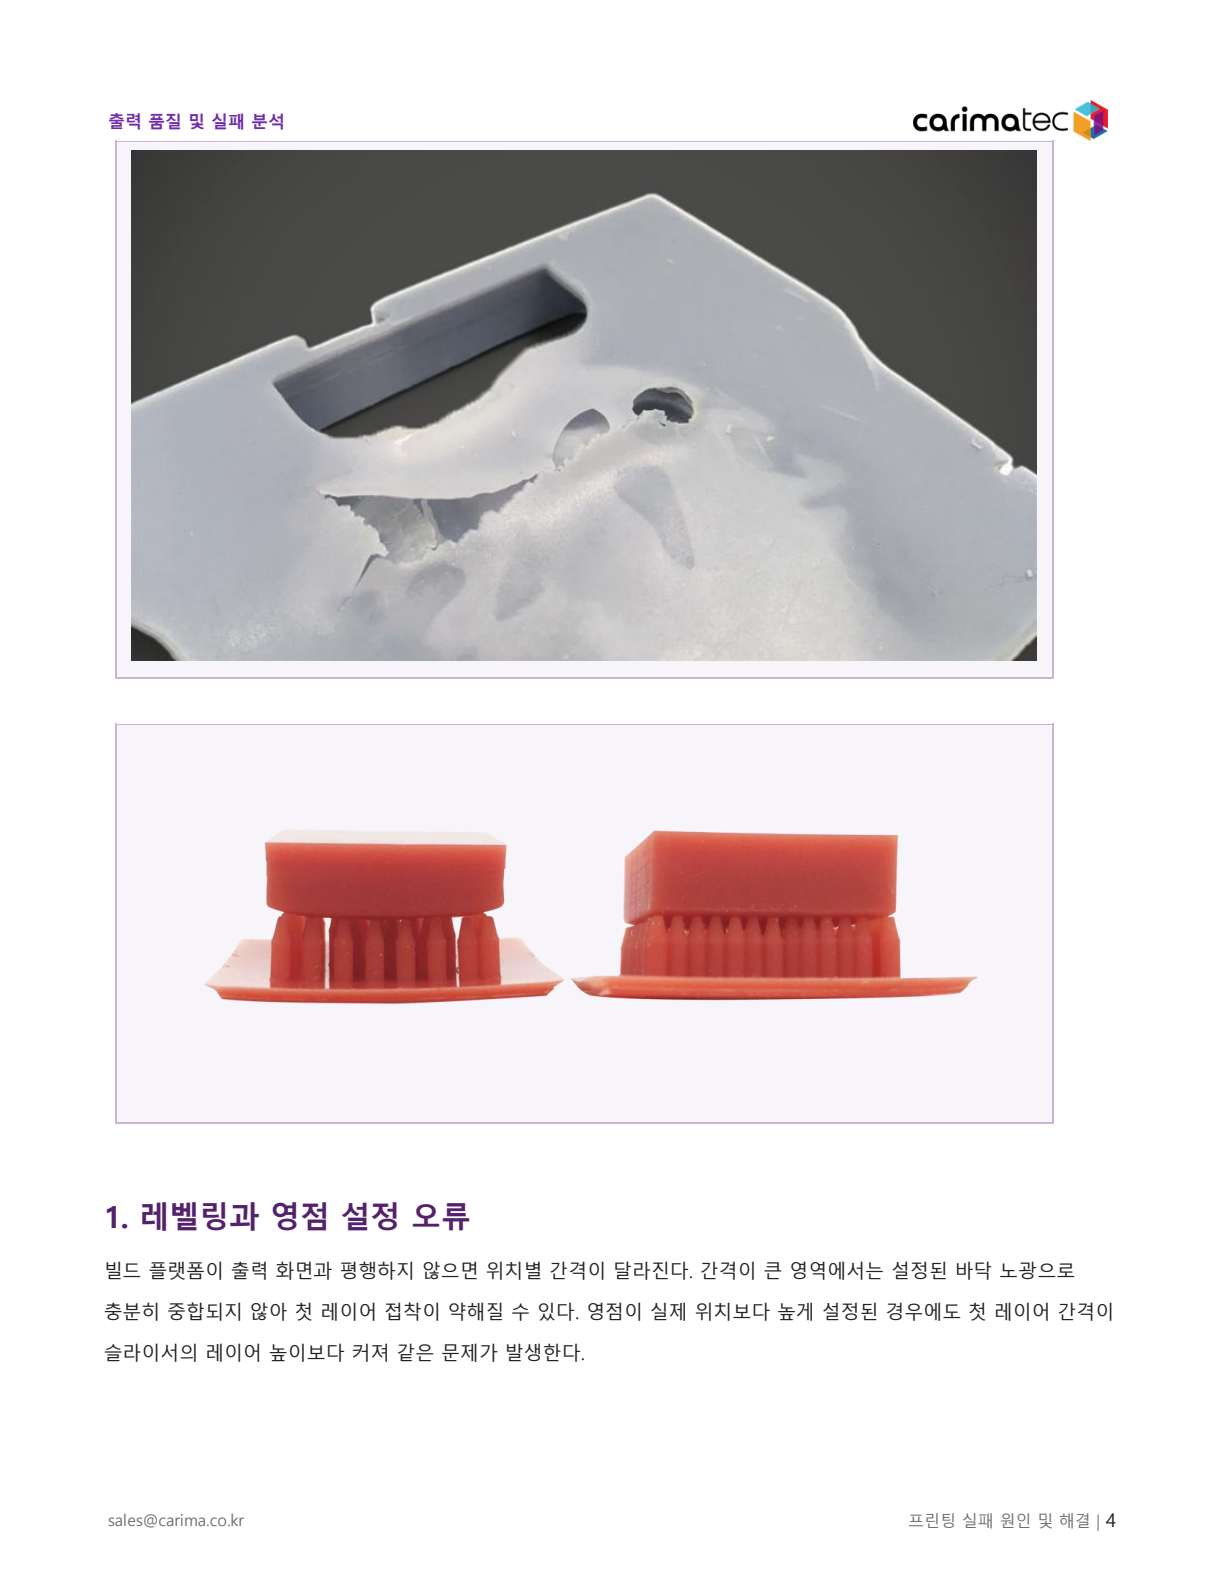 출력 품질 및 실패 분석
carimatec
1. 레벨링과 영점 설정 오류
빌드 플랫폼이 출력 화면과 평행하지 않으면 위치별 간격이 달라진다. 간격이 큰 영역에서는 설정된 바닥 노광으로
충분히 중합되지 않아 첫 레이어 접착이 약해질 수 있다. 영점이 실제 위치보다 높게 설정된 경우에도 첫 레이어 간격이
슬라이서의 레이어 높이보다 커져 같은 문제가 발생한다.
sales@carima.co.kr
프린팅 실패 원인 및 해결 | 4